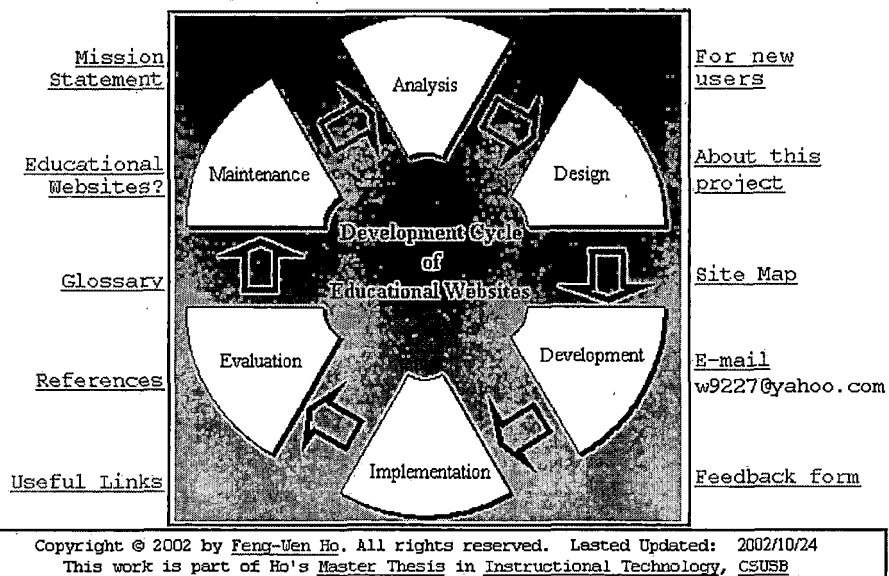 Mission
Statement
Educational
Websites?
Glossary
References
Useful Links
Analysis
Design
Development
Implementation
Evaluation
Maintenance
Development Cycle
of
Educational Websites
For new
users
About this
project
Site Map
E-mail
w9227@yahoo.com
Feedback form
Copyright © 2002 by Feng-Wen Ho. All rights reserved. Lasted Updated: 2002/10/24
This work is part of Ho's Master Thesis in Instructional Technology, CSUSB